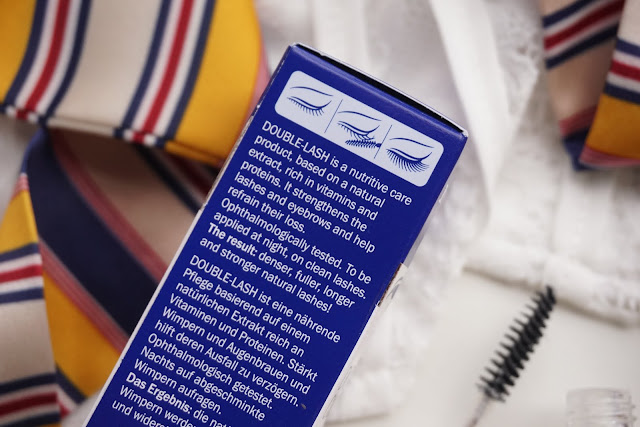 DOUBLE-LASH is a nutritive care
product, based on a natural
extract, rich in vitamins and
proteins. It strengthens the
lashes and eyebrows and help
refrain their loss.
Ophthalmologically tested. To be
applied at night, on clean lashes.
The result: denser, fuller, longer
and stronger natural lashes!
DOUBLE-LASH ist eine nährende
Pflege basierend auf einem
natürlichen Extrakt reich an
Vitaminen und Proteinen. Stärkt
Wimpern und Augenbrauen und
hilft deren Ausfall zu verzögern.
Ophthalmologisch getestet.
Nachts auf abgeschminkte
Wimpern aufragen.
Das Ergebnis: die
Wimpern
und